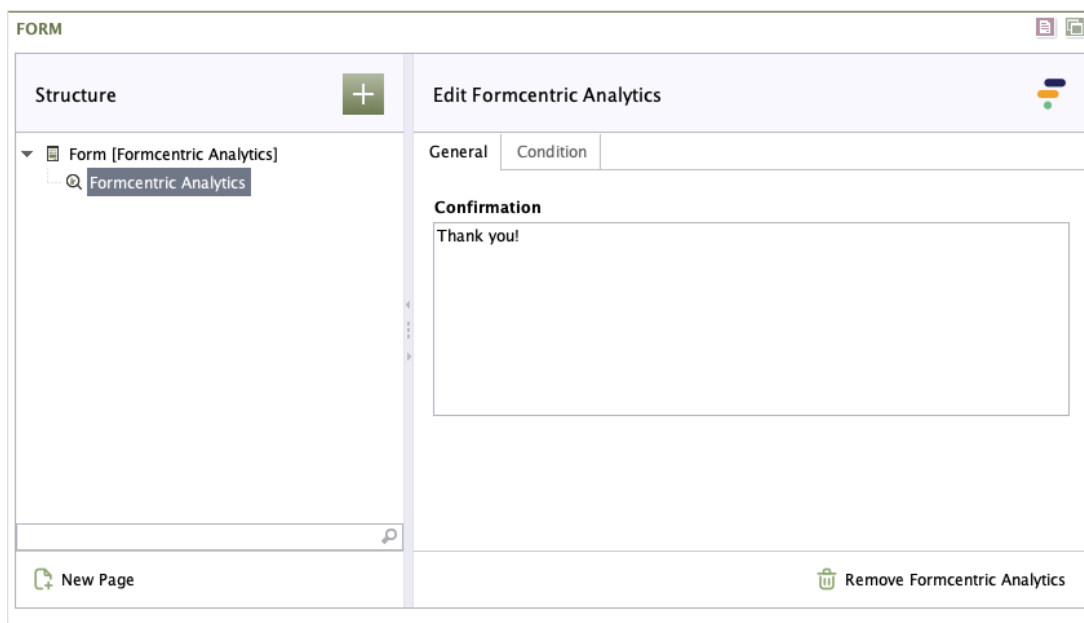 FORM
Structure
Edit Formcentric Analytics
Form [Formcentric Analytics]
Formcentric Analytics
General
Condition
Confirmation
Thank you!
New Page
Remove Formcentric Analytics